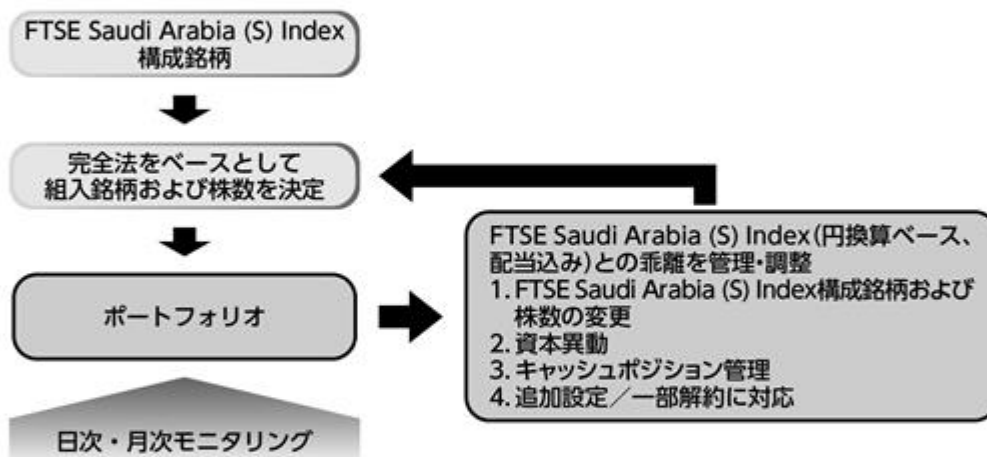 FTSE Saudi Arabia (S) Index
構成銘柄
完全法をベースとして
組入銘柄および株数を決定
ポートフォリオ
日次・月次モニタリング
FTSE Saudi Arabia (S) Index(円換算ベース、
配当込み)との乖離を管理・調整
1. FTSE Saudi Arabia (S) Index構成銘柄および
株数の変更
2. 資本異動
3. キャッシュポジション管理
4. 追加設定/一部解約に対応